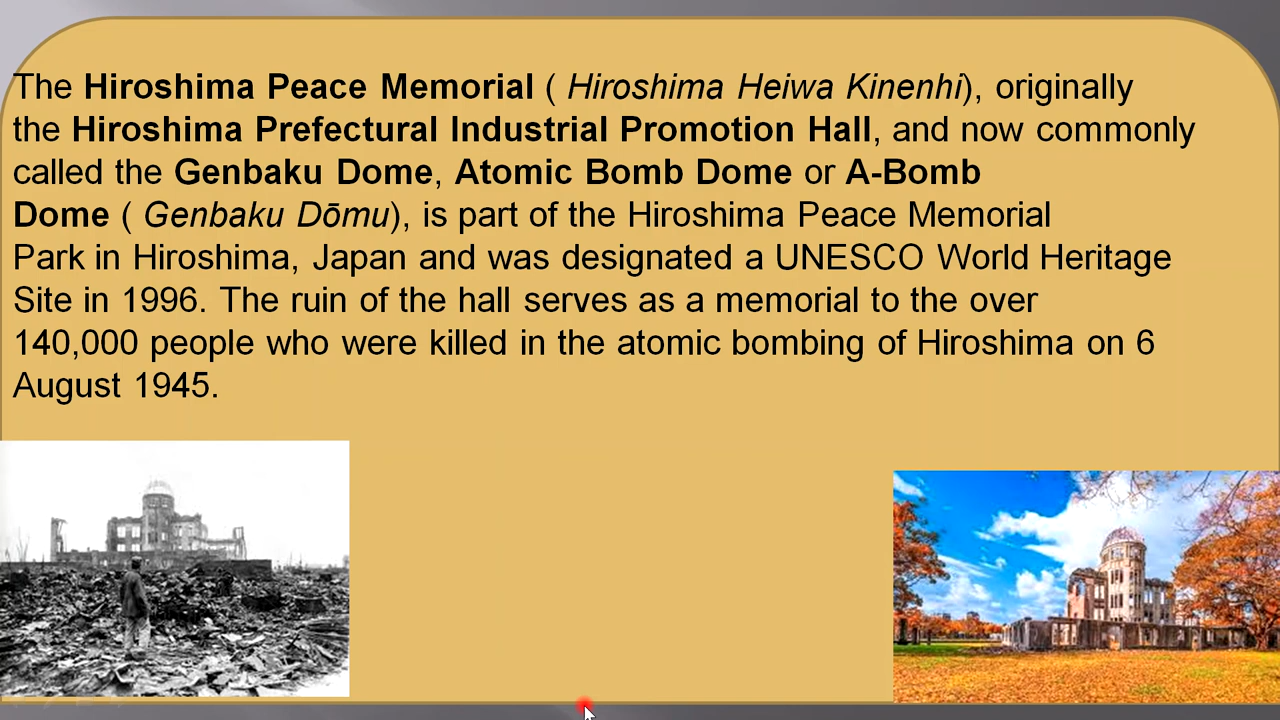 The Hiroshima Peace Memorial ( Hiroshima Heiwa Kinenhi), originally
the Hiroshima Prefectural Industrial Promotion Hall, and now commonly
called the Genbaku Dome, Atomic Bomb Dome or A-Bomb
Dome ( Genbaku Dōmu), is part of the Hiroshima Peace Memorial
Park in Hiroshima, Japan and was designated a UNESCO World Heritage
Site in 1996. The ruin of the hall serves as a memorial to the over
140,000 people who were killed in the atomic bombing of Hiroshima on 6
August 1945.